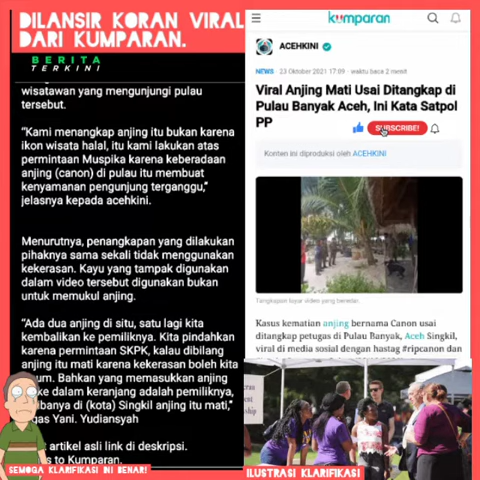 DILANSIR KORAN VIRAL
DARI KUMPARAN.
BERITA
TERKINI
wisatawan yang mengunjungi pulau
tersebut.
“Kami menangkap anjing itu bukan karena
ikon wisata halal, itu kami lakukan atas
permintaan Muspika karena keberadaan
anjing (canon) di pulau itu membuat
kenyamanan pengunjung terganggu,”
jelasnya kepada acehkini.
Menurutnya, penangkapan yang dilakukan
pihaknya sama sekali tidak menggunakan
kekerasan. Kayu yang tampak digunakan
dalam video tersebut digunakan bukan
untuk memukul anjing.
“Ada dua anjing di situ, satu lagi kita
kembalikan ke pemiliknya. Kita pindahkan
karena permintaan SKPK, kalau dibilang
anjing itu mati karena kekerasan boleh kita
um. Bahkan yang memasukkan anjing
ke dalam keranjang adalah pemiliknya,
ibanya di (kota) Singkil anjing itu mati,”
gas Yani. Yudiansyah
artikel asli link di deskripsi.
to Kumparan.
SEMOGA KLARIFIKASI INI BENAR!
kumparan
ACEHKINI
NEWS · 23 Oktober 2021 17:09 · waktu baca 2 menit
Viral Anjing Mati Usai Ditangkap di
Pulau Banyak Aceh, Ini Kata Satpol
PP
SUBSCRIBE!
Konten ini diproduksi oleh ACEHKINI
Tangkapan layar video yang beredar.
Kasus kematian anjing bernama Canon usai
ditangkap petugas di Pulau Banyak, Aceh Singkil,
viral di media sosial dengan hastag #ripcanon dan
ILUSTRASI KLARIFIKASI